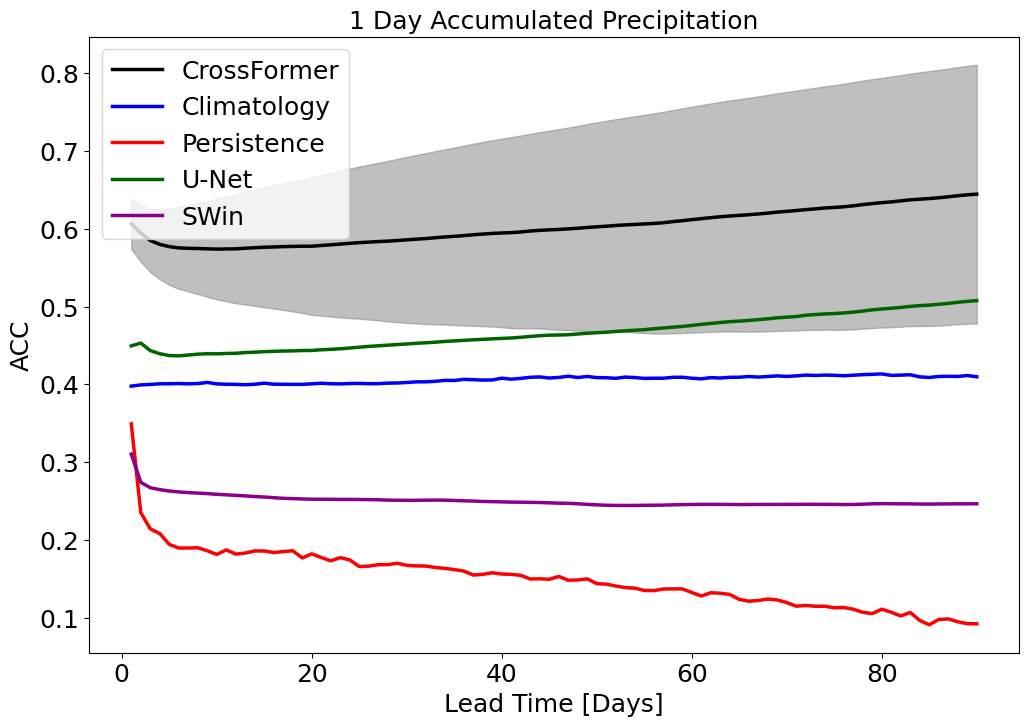 1 Day Accumulated Precipitation
CrossFormer
Climatology
Persistence
U-Net
SWin
ACC
0.8
0.7
0.6
0.5
0.4
0.3
0.2
0.1
0 20 40 60 80
Lead Time [Days]